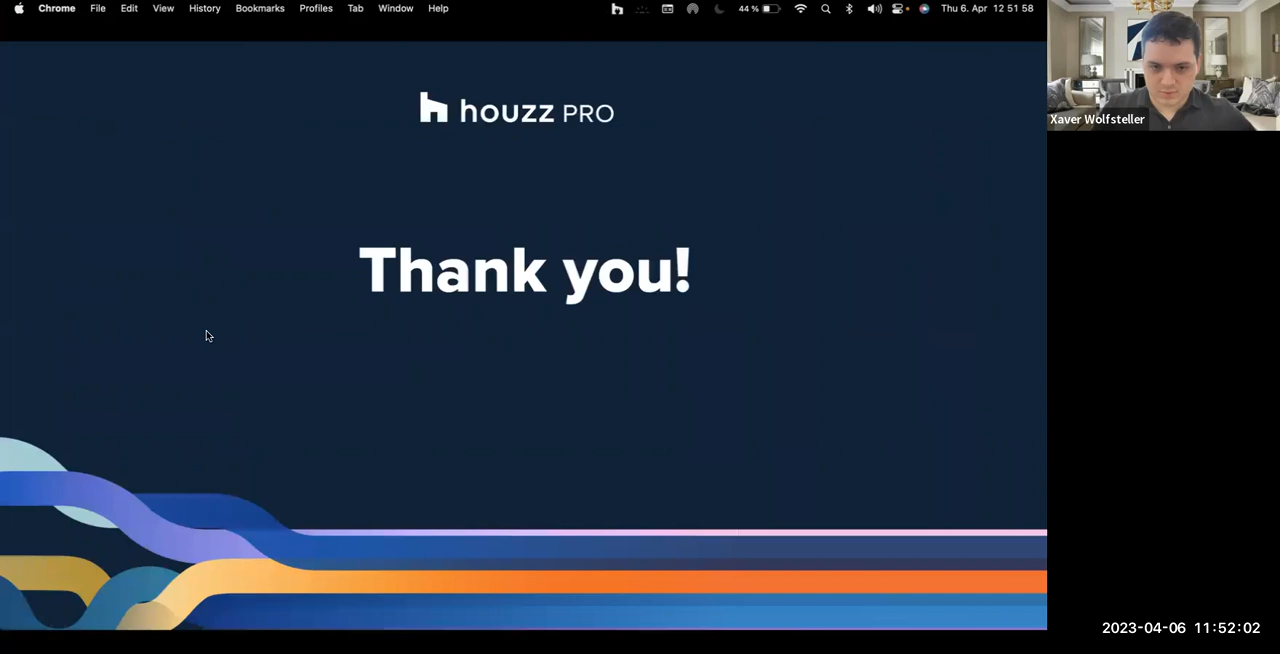 Chrome File Edit View History Bookmarks Profiles Tab Window Help 44 % Thu 6. Apr 12 51 58
houzz PRO
Thank you!
Xaver Wolfsteller
2023-04-06 11:52:02